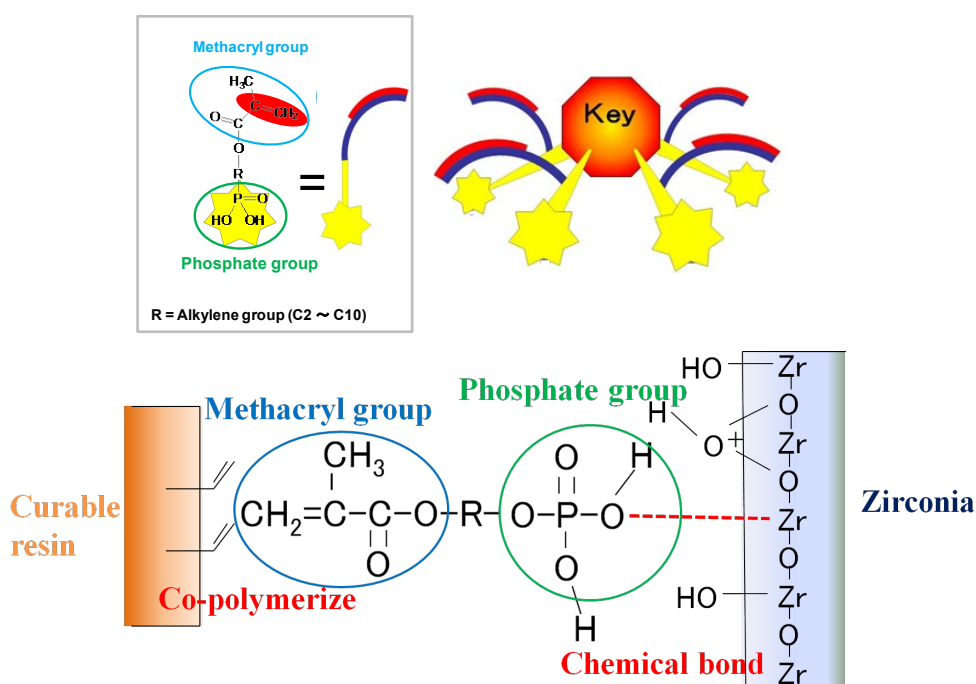 Methacryl group
H₃C
C
CH₂
O
C
O
R
P
O
HO
OH
Phosphate group
R = Alkylene group (C2 ～ C10)
=
Key
Methacryl group
Phosphate group
Curable
resin
CH₃
CH₂=C–C–O–R–O–P–O
O
O
H
O
H
Co-polymerize
Chemical bond
HO
Zr
O
H
O+
Zr
O
Zr
O
HO
Zr
O
Zr
Zirconia